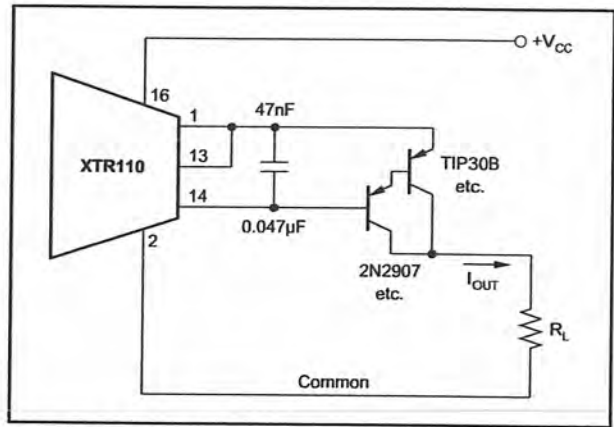 +VCC
16
1
47nF
XTR110
13
TIP30B
etc.
14
0.047µF
2
2N2907
etc.
IOUT
RL
Common